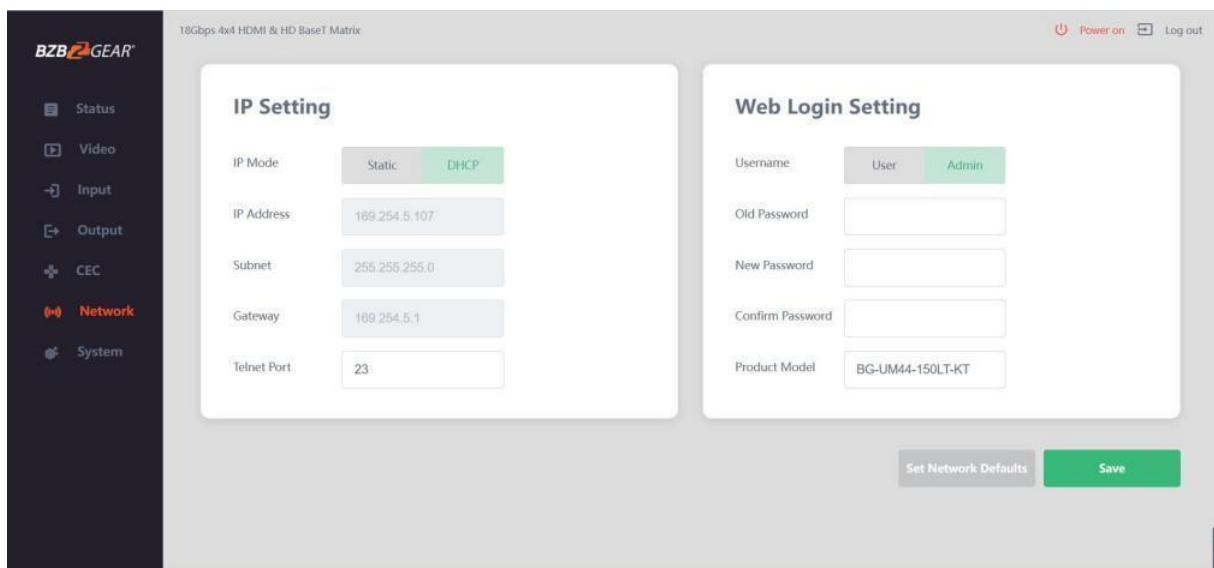 BZBGEAR®
18Gbps 4x4 HDMI & HD BaseT Matrix
Power on
Log out
Status
Video
Input
Output
CEC
Network
System
IP Setting
IP Mode
Static
DHCP
IP Address
169.254.5.107
Subnet
255.255.255.0
Gateway
169.254.5.1
Telnet Port
23
Web Login Setting
Username
User
Admin
Old Password
New Password
Confirm Password
Product Model
BG-UM44-150LT-KT
Set Network Defaults
Save